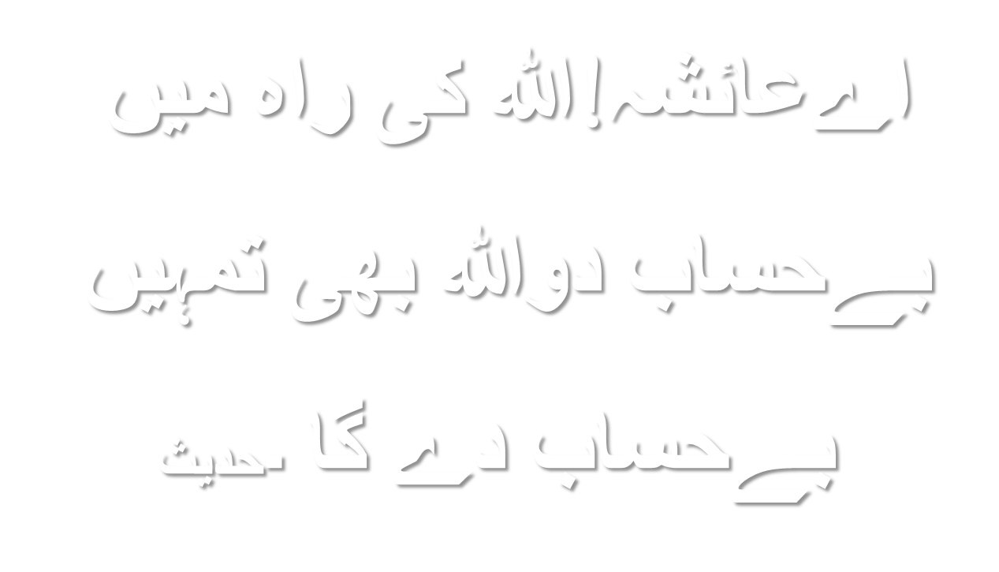 اے عائشہ! اللہ کی راہ میں
بے حساب دو اللہ بھی تمہیں
بے حساب دے گا -حدیث